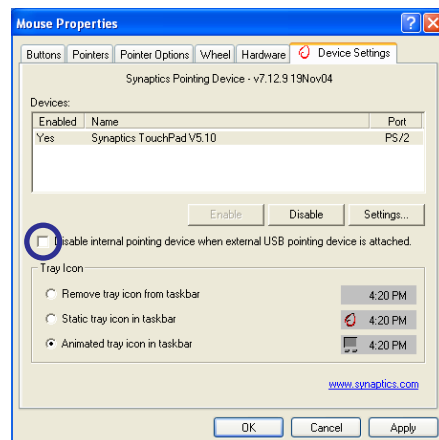 Mouse Properties
Buttons Pointers Pointer Options Wheel Hardware Device Settings
Synaptics Pointing Device - v7.12.9 19Nov04
Devices:
Enabled Name Port
Yes Synaptics TouchPad V5.10 PS/2
Enable Disable Settings...
Disable internal pointing device when external USB pointing device is attached.
Tray Icon
Remove tray icon from taskbar 4:20 PM
Static tray icon in taskbar 4:20 PM
Animated tray icon in taskbar 4:20 PM
www.synaptics.com
OK Cancel Apply